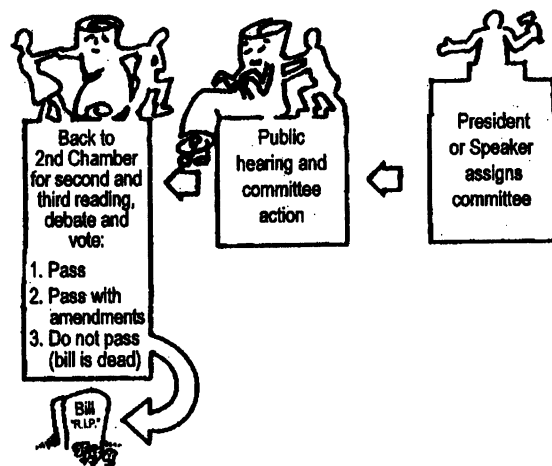 Back to
2nd Chamber
for second and
third reading,
debate and
vote:
1. Pass
2. Pass with
amendments
3. Do not pass
(bill is dead)
Bill
"R.I.P."
Public
hearing and
committee
action
President
or Speaker
assigns
committee